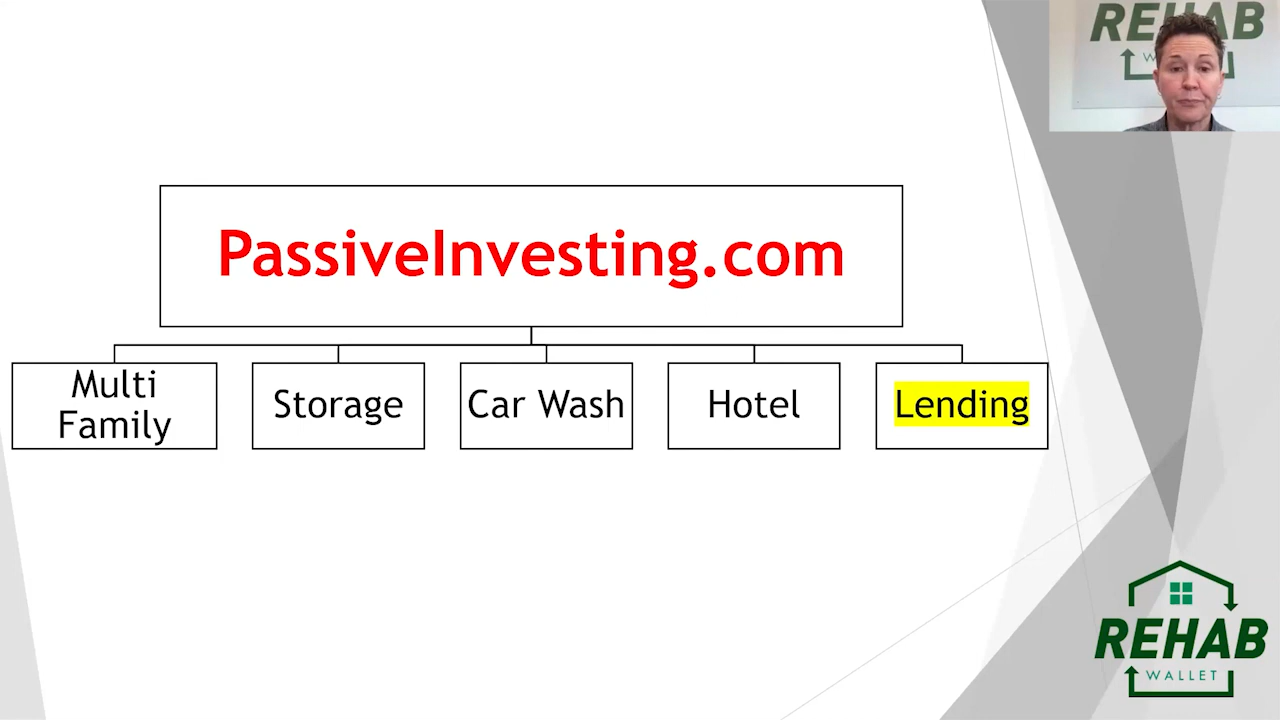 REHAB
PassiveInvesting.com
Multi
Family
Storage
Car Wash
Hotel
Lending
REHAB
WALLET